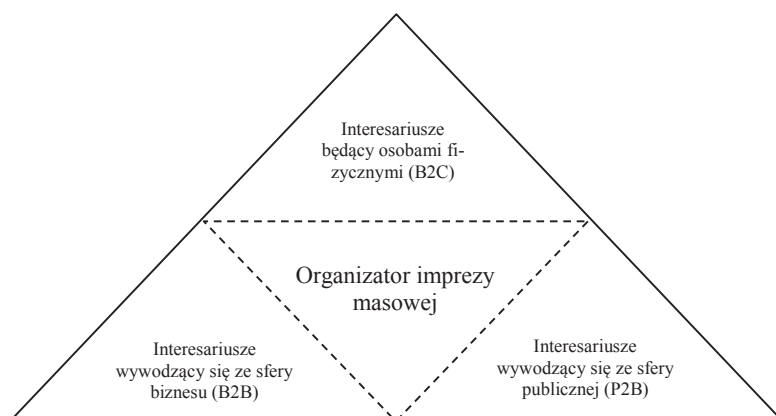 Interesariusze
będący osobami fi-
zycznymi (B2C)
Organizator imprezy
masowej
Interesariusze
wywodzący się ze sfery
biznesu (B2B)
Interesariusze
wywodzący się ze sfery
publicznej (P2B)